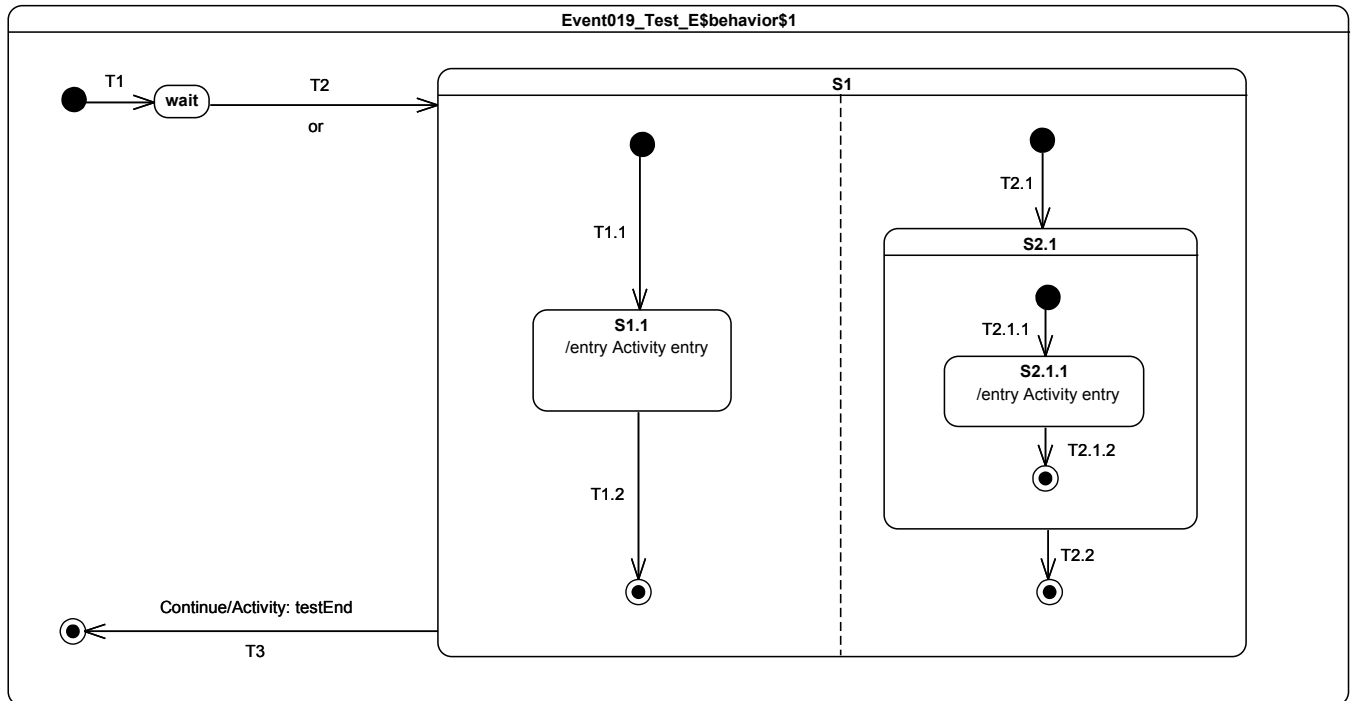 Event019_Test_E$behavior$1
T1
wait
T2
or
S1
T1.1
S1.1
/entry Activity entry
T1.2
T2.1
S2.1
T2.1.1
S2.1.1
/entry Activity entry
T2.1.2
T2.2
Continue/Activity: testEnd
T3